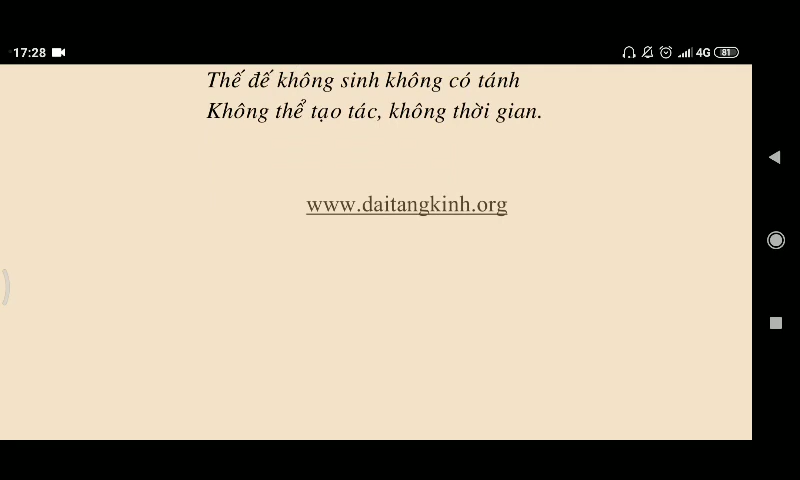 17:28
4G 81
Thế đế không sinh không có tánh
Không thể tạo tác, không thời gian.
www.daitangkinh.org